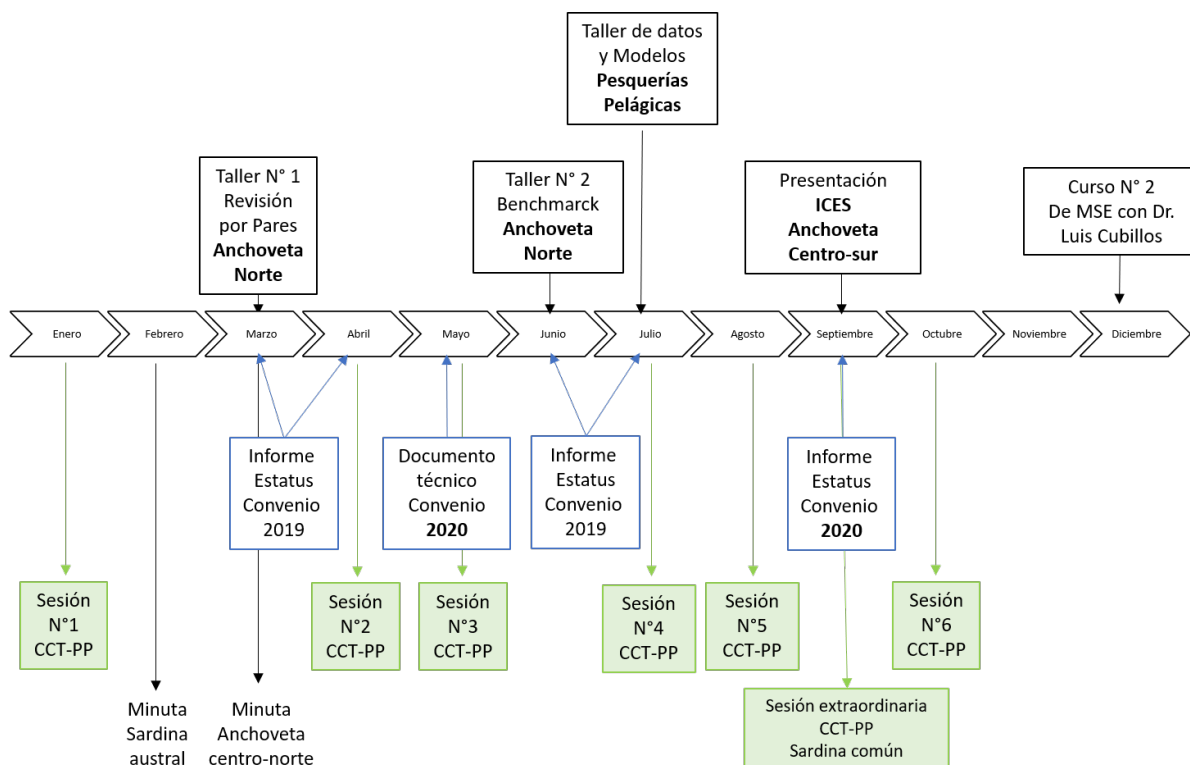 Taller de datos
y Modelos
Pesquerías
Pelágicas
Taller N° 1
Revisión
por Pares
Anchoveta
Norte
Taller N° 2
Benchmarck
Anchoveta
Norte
Presentación
ICES
Anchoveta
Centro-sur
Curso N° 2
De MSE con Dr.
Luis Cubillos
Enero
Febrero
Marzo
Abril
Mayo
Junio
Julio
Agosto
Septiembre
Octubre
Noviembre
Diciembre
Informe
Estatus
Convenio
2019
Documento
técnico
Convenio
2020
Informe
Estatus
Convenio
2019
Informe
Estatus
Convenio
2020
Sesión
N°1
CCT-PP
Sesión
N°2
CCT-PP
Sesión
N°3
CCT-PP
Sesión
N°4
CCT-PP
Sesión
N°5
CCT-PP
Sesión
N°6
CCT-PP
Minuta
Sardina
austral
Minuta
Anchoveta
centro-norte
Sesión extraordinaria
CCT-PP
Sardina común